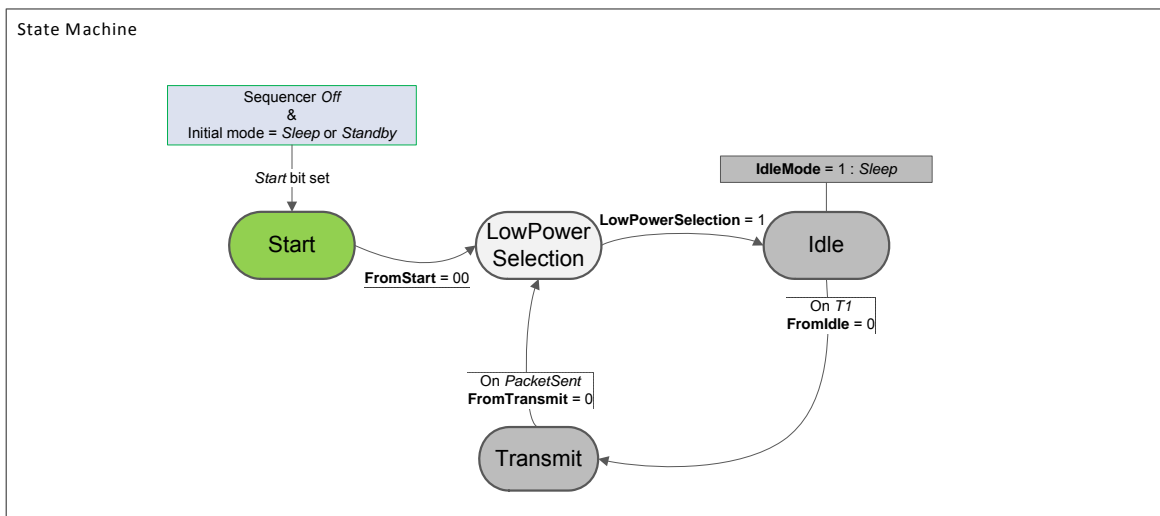 State Machine
Sequencer Off
&
Initial mode = Sleep or Standby
Start bit set
Start
FromStart = 00
LowPower
Selection
LowPowerSelection = 1
IdleMode = 1 : Sleep
Idle
On T1
FromIdle = 0
On PacketSent
FromTransmit = 0
Transmit